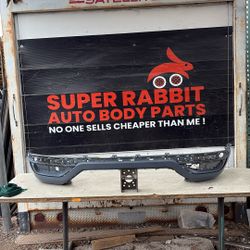 SUPER RABBIT
AUTO BODY PARTS
NO ONE SELLS CHEAPER THAN ME !